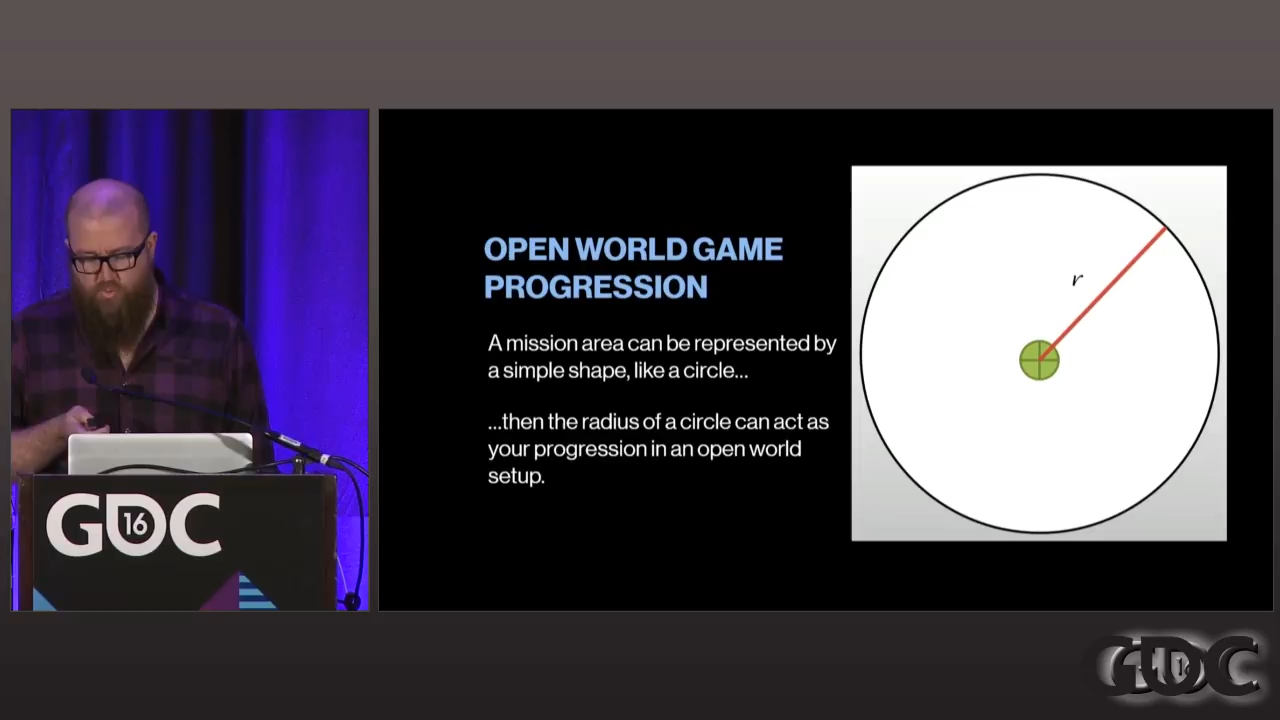 OPEN WORLD GAME
PROGRESSION
A mission area can be represented by
a simple shape, like a circle...
...then the radius of a circle can act as
your progression in an open world
setup.
r
GDC
16
GDC
16